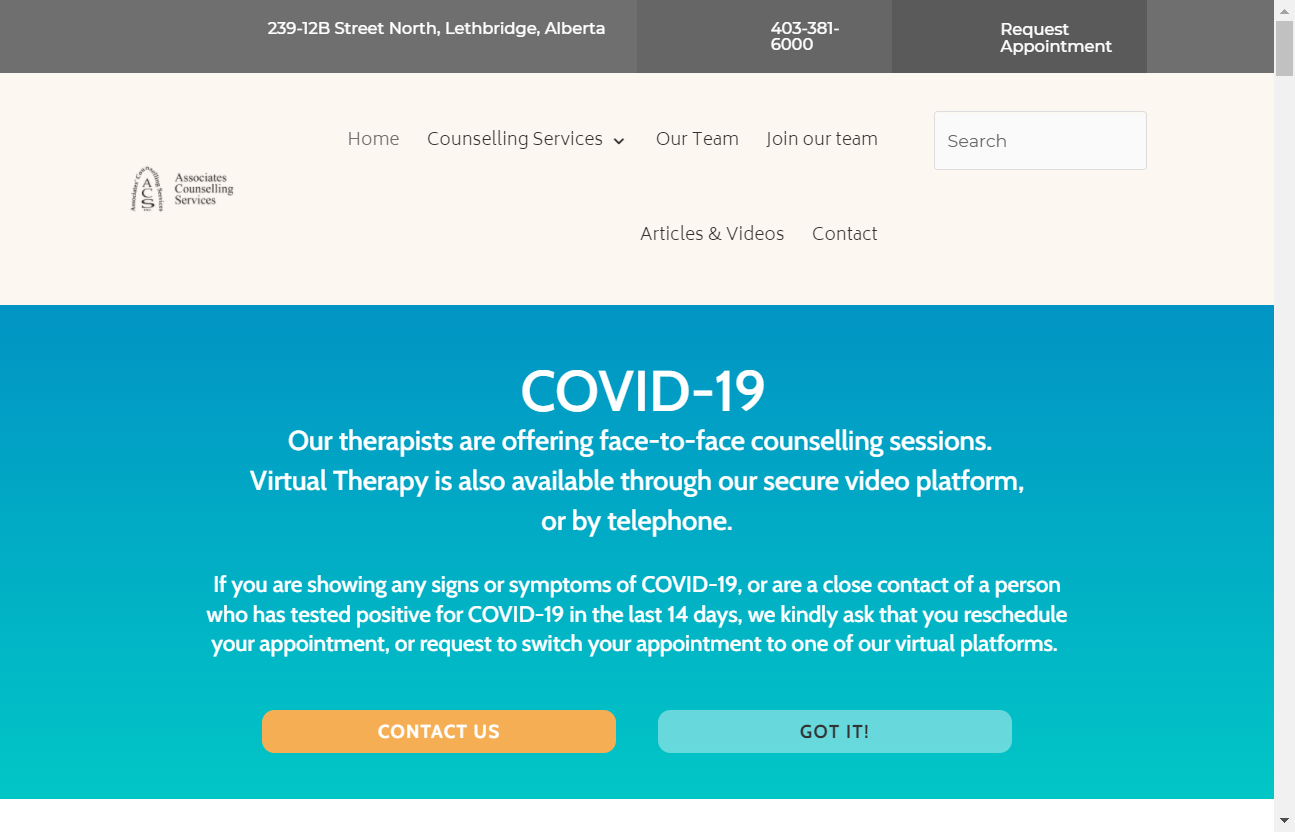 239-12B Street North, Lethbridge, Alberta
403-381-
6000
Request
Appointment
Home
Counselling Services
Our Team
Join our team
Search
Associates' Counselling Services
ACS
Associates
Counselling
Services
Articles & Videos
Contact
COVID-19
Our therapists are offering face-to-face counselling sessions.
Virtual Therapy is also available through our secure video platform,
or by telephone.
If you are showing any signs or symptoms of COVID-19, or are a close contact of a person
who has tested positive for COVID-19 in the last 14 days, we kindly ask that you reschedule
your appointment, or request to switch your appointment to one of our virtual platforms.
CONTACT US
GOT IT!